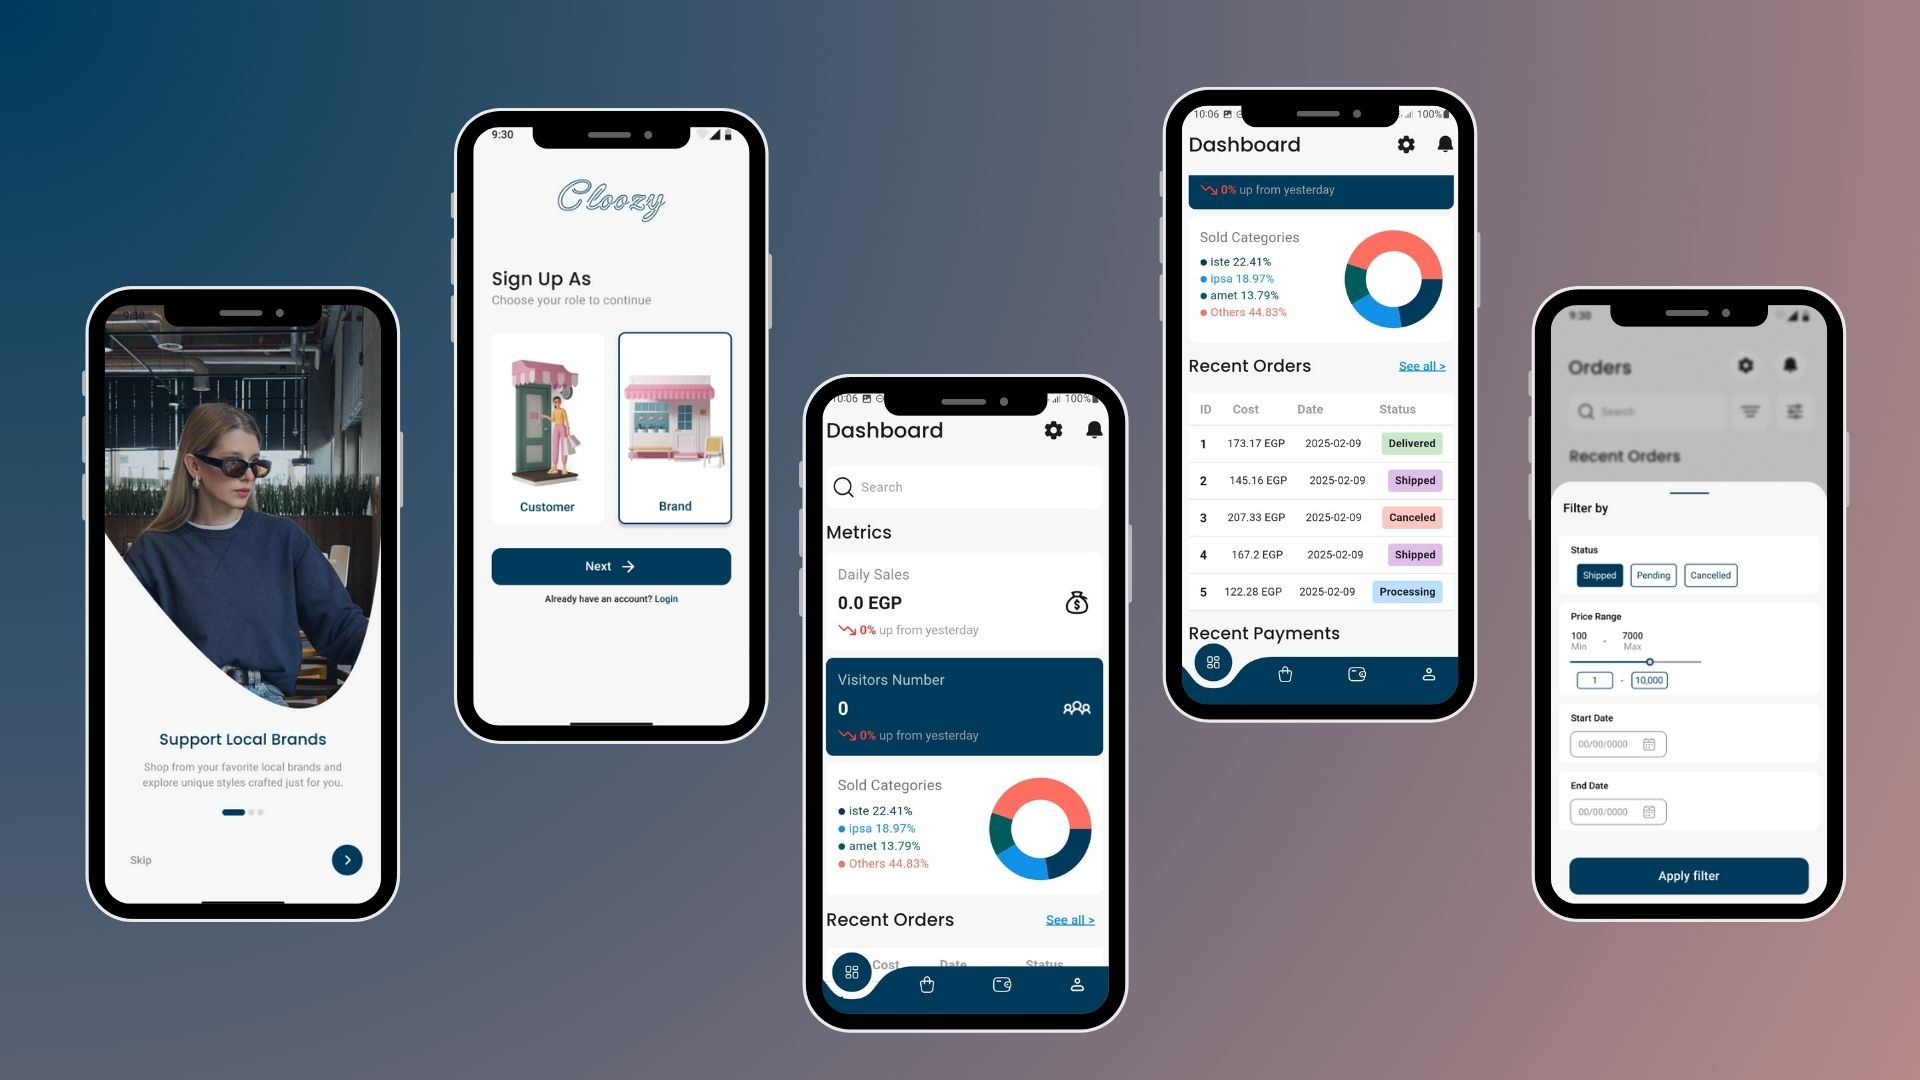 9:30
Support Local Brands
Shop from your favorite local brands and
explore unique styles crafted just for you.
Skip
9:30
Cloozy
Sign Up As
Choose your role to continue
Customer
Brand
Next
Already have an account? Login
10:06
100%
Dashboard
Search
Metrics
Daily Sales
0.0 EGP
0% up from yesterday
Visitors Number
0
0% up from yesterday
Sold Categories
iste 22.41%
ipsa 18.97%
amet 13.79%
Others 44.83%
Recent Orders
See all >
Cost Date Status
10:06
100%
Dashboard
0% up from yesterday
Sold Categories
iste 22.41%
ipsa 18.97%
amet 13.79%
Others 44.83%
Recent Orders
See all >
ID Cost Date Status
1 173.17 EGP 2025-02-09 Delivered
2 145.16 EGP 2025-02-09 Shipped
3 207.33 EGP 2025-02-09 Canceled
4 167.2 EGP 2025-02-09 Shipped
5 122.28 EGP 2025-02-09 Processing
Recent Payments
9:30
Orders
Search
Recent Orders
Filter by
Status
Shipped Pending Cancelled
Price Range
100 - 7000
Min Max
1 - 10,000
Start Date
00/00/0000
End Date
00/00/0000
Apply filter